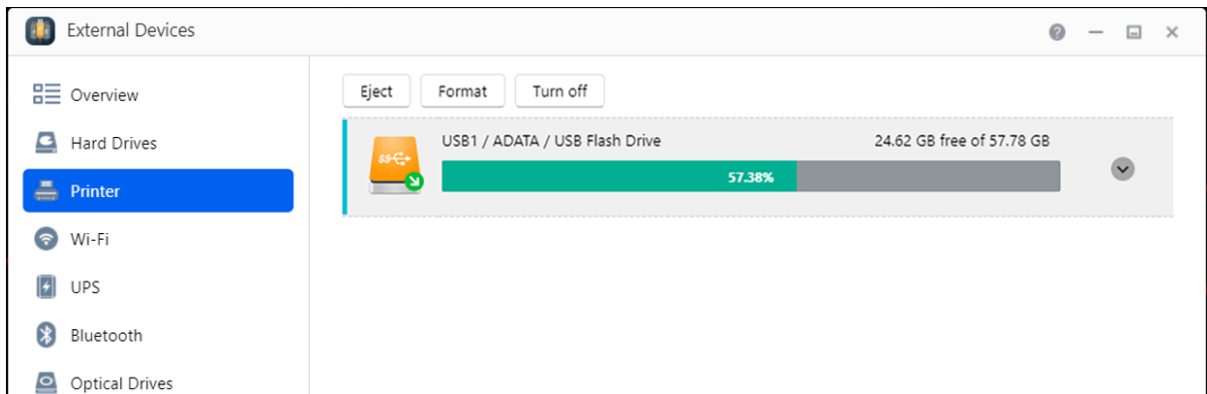 External Devices
Overview
Hard Drives
Printer
Wi-Fi
UPS
Bluetooth
Optical Drives
Eject Format Turn off
USB1 / ADATA / USB Flash Drive 24.62 GB free of 57.78 GB
57.38%